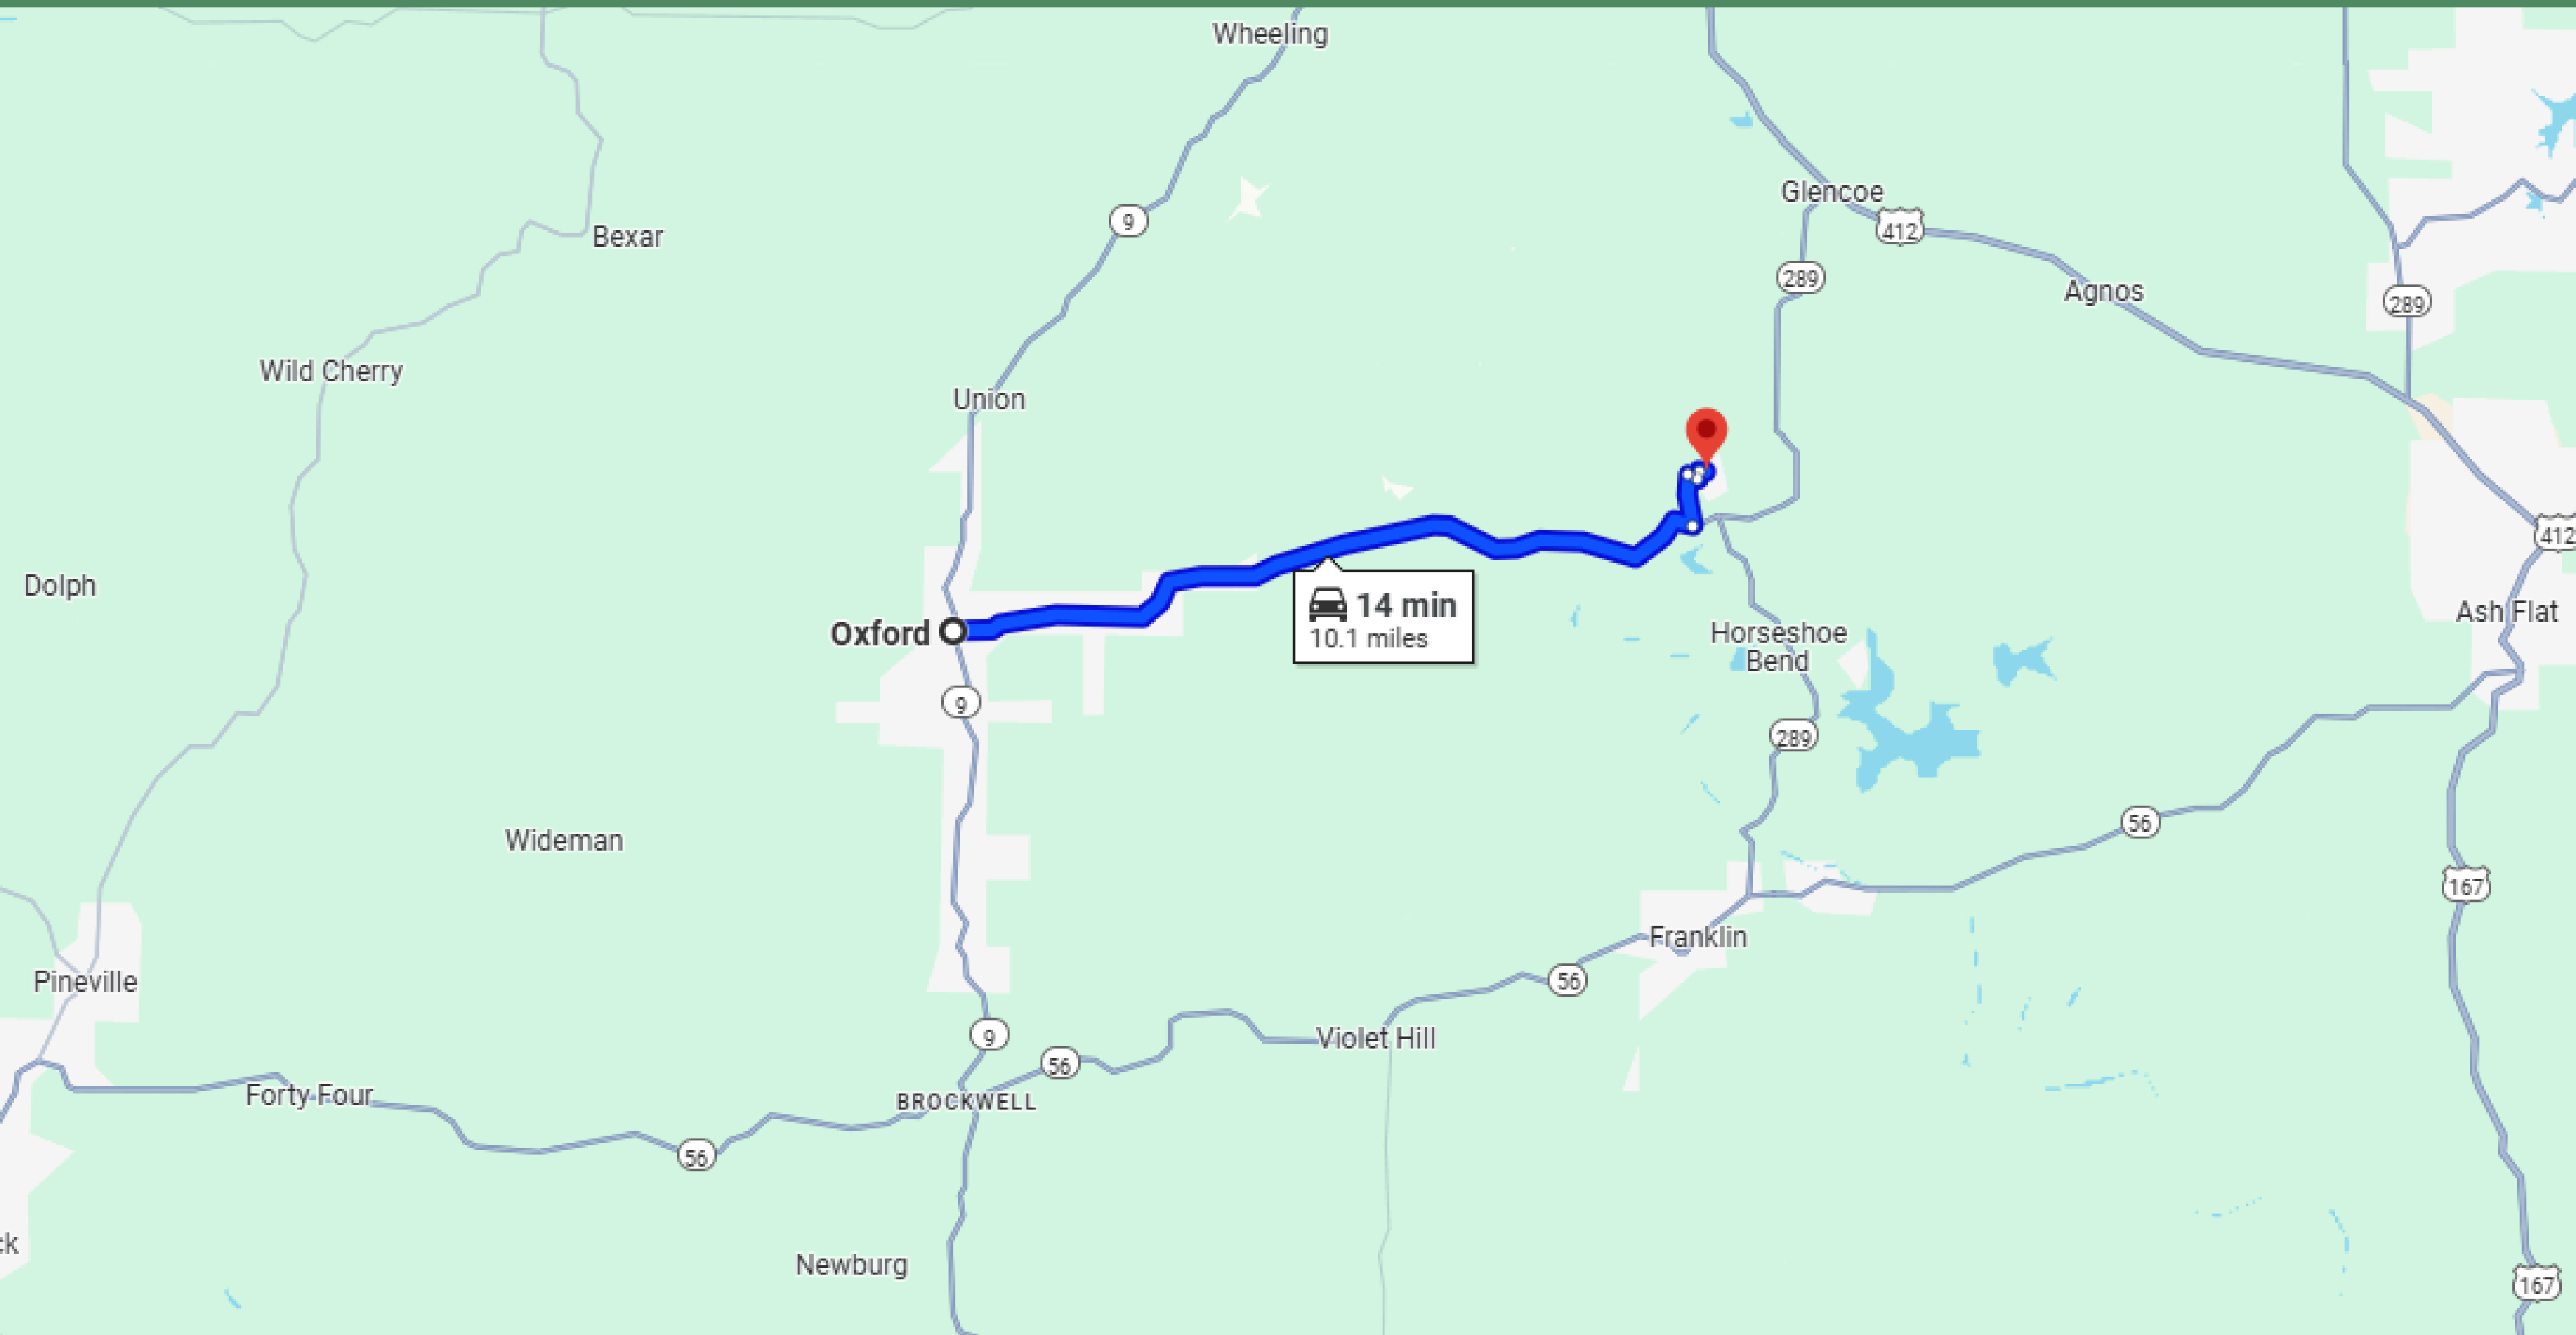 Wheeling
Glencoe
412
9
Bexar
289
Agnos
289
Wild Cherry
Union
412
Dolph
14 min
10.1 miles
Oxford
Horseshoe
Bend
Ash Flat
9
289
56
Wideman
167
Franklin
Pineville
56
9
Violet Hill
56
Forty Four
BROCKWELL
56
ck
Newburg
167